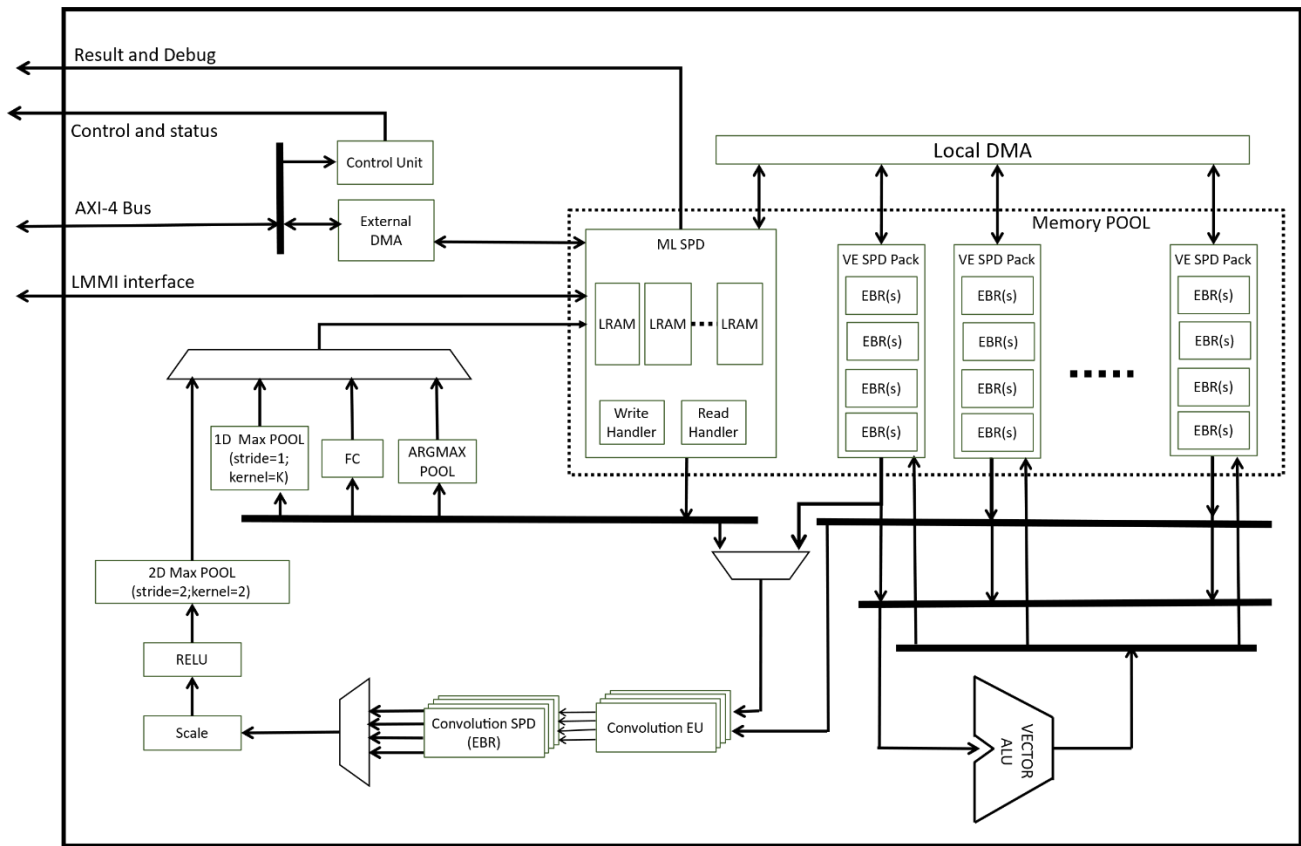 Result and Debug
Control and status
Control Unit
Local DMA
AXI-4 Bus
External
DMA
Memory POOL
ML SPD
VE SPD Pack
VE SPD Pack
VE SPD Pack
LMMI interface
LRAM
LRAM
LRAM
EBR(s)
EBR(s)
EBR(s)
EBR(s)
EBR(s)
EBR(s)
EBR(s)
EBR(s)
EBR(s)
EBR(s)
EBR(s)
EBR(s)
Write
Handler
Read
Handler
1D Max POOL
(stride=1;
kernel=K)
FC
ARGMAX
POOL
2D Max POOL
(stride=2;kernel=2)
RELU
Scale
Convolution SPD
(EBR)
Convolution EU
VECTOR
ALU